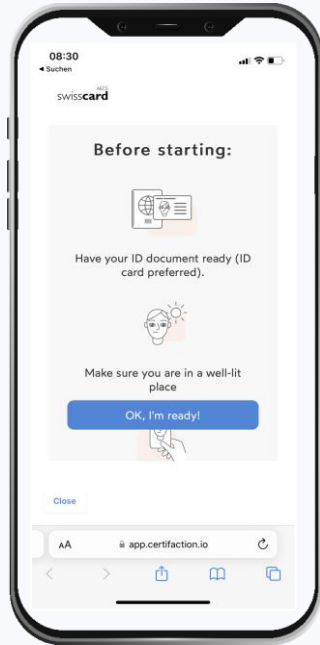 08:30
◀ Suchen
AECS
swisscard
Before starting:
Have your ID document ready (ID
card preferred).
Make sure you are in a well-lit
place
OK, I'm ready!
Close
AA
app.certifaction.io